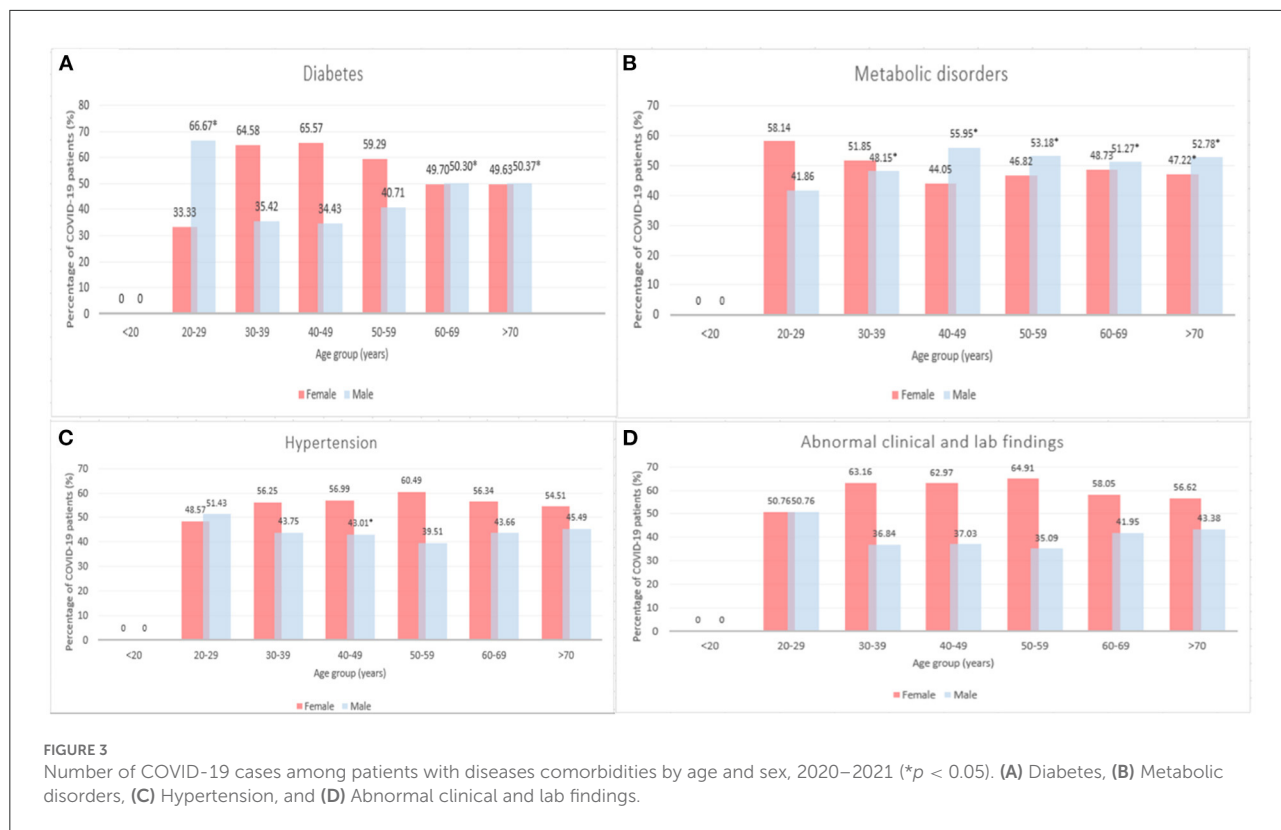 A
Diabetes
Percentage of COVID-19 patients (%)
80
70
60
50
40
30
20
10
0
0 0
33.33 66.67*
64.58 35.42
65.57 34.43
59.29 40.71
49.70 50.30*
49.63 50.37*
<20 20-29 30-39 40-49 50-59 60-69 >70
Age group (years)
Female Male
B
Metabolic disorders
Percentage of COVID-19 patients (%)
70
60
50
40
30
20
10
0
0 0
58.14 41.86
51.85 48.15*
44.05 55.95*
46.82 53.18*
48.73 51.27*
47.22* 52.78*
<20 20-29 30-39 40-49 50-59 60-69 >70
Age group (years)
Female Male
C
Hypertension
Percentage of COVID-19 patients (%)
70
60
50
40
30
20
10
0
0 0
48.57 51.43
56.25 43.75
56.99 43.01*
60.49 39.51
56.34 43.66
54.51 45.49
<20 20-29 30-39 40-49 50-59 60-69 >70
Age group (years)
Female Male
D
Abnormal clinical and lab findings
Percentage of COVID-19 patients (%)
70
60
50
40
30
20
10
0
0 0
50.76 50.76
63.16 36.84
62.97 37.03
64.91 35.09
58.05 41.95
56.62 43.38
<20 20-29 30-39 40-49 50-59 60-69 >70
Age group (years)
Female Male
FIGURE 3
Number of COVID-19 cases among patients with diseases comorbidities by age and sex, 2020–2021 (*p < 0.05). (A) Diabetes, (B) Metabolic
disorders, (C) Hypertension, and (D) Abnormal clinical and lab findings.